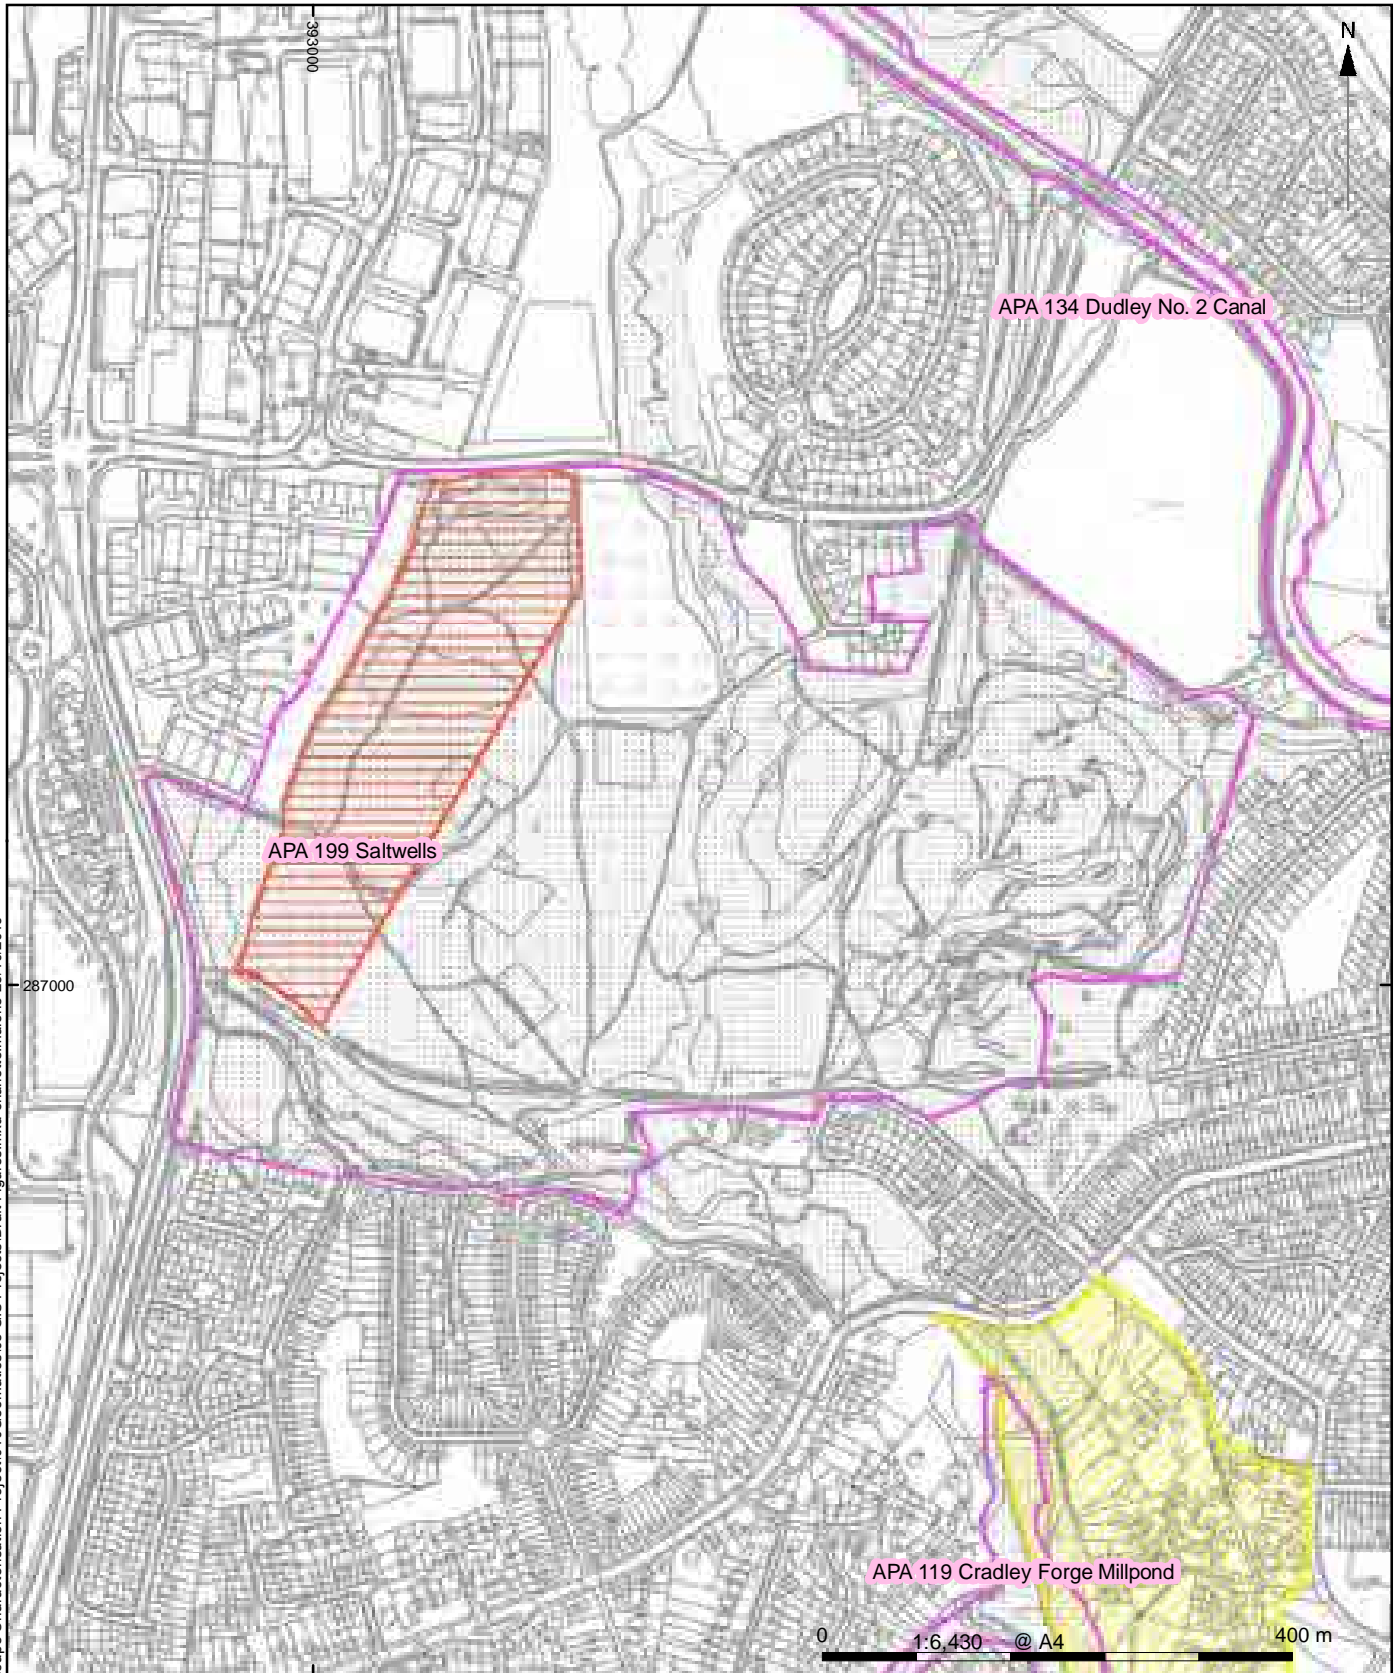 393000
N
APA 134 Dudley No. 2 Canal
APA 199 Saltwells
287000
APA 119 Cradley Forge Millpond
0 1:6,430 @ A4 400 m